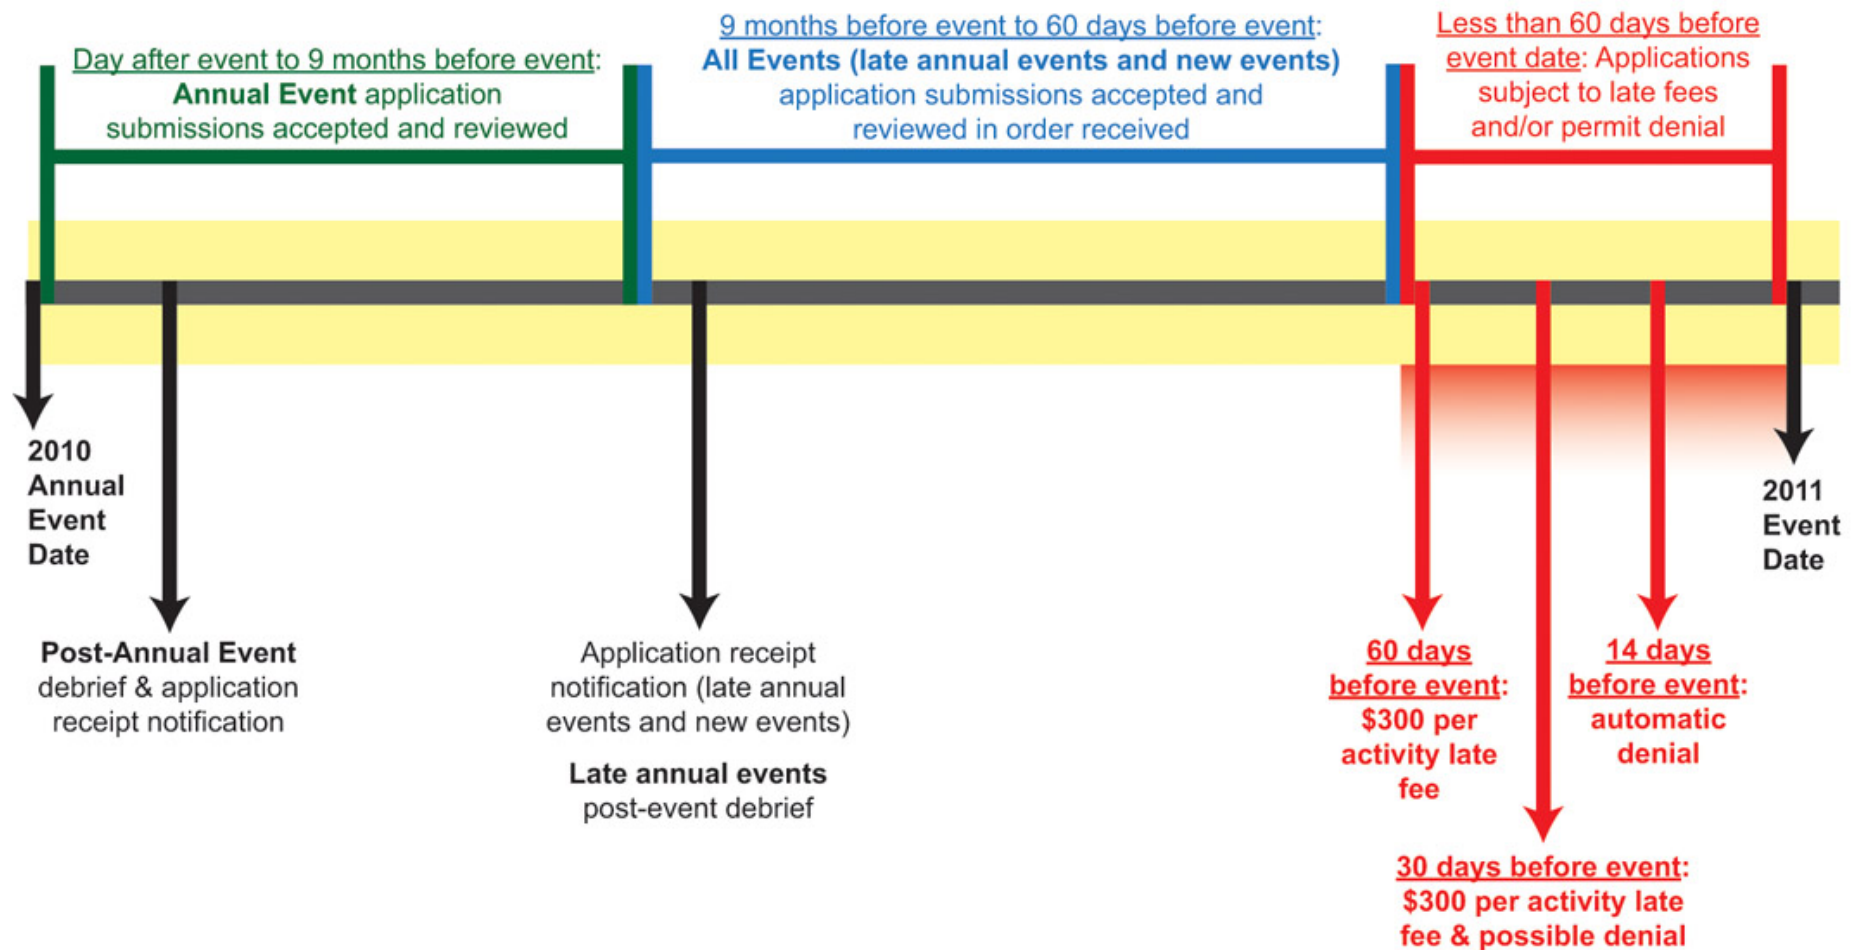 Day after event to 9 months before event:
Annual Event application
submissions accepted and reviewed
9 months before event to 60 days before event:
All Events (late annual events and new events)
application submissions accepted and
reviewed in order received
Less than 60 days before
event date: Applications
subject to late fees
and/or permit denial
2010
Annual
Event
Date
Post-Annual Event
debrief & application
receipt notification
Application receipt
notification (late annual
events and new events)
Late annual events
post-event debrief
60 days
before event:
$300 per
activity late
fee
30 days before event:
$300 per activity late
fee & possible denial
14 days
before event:
automatic
denial
2011
Event
Date